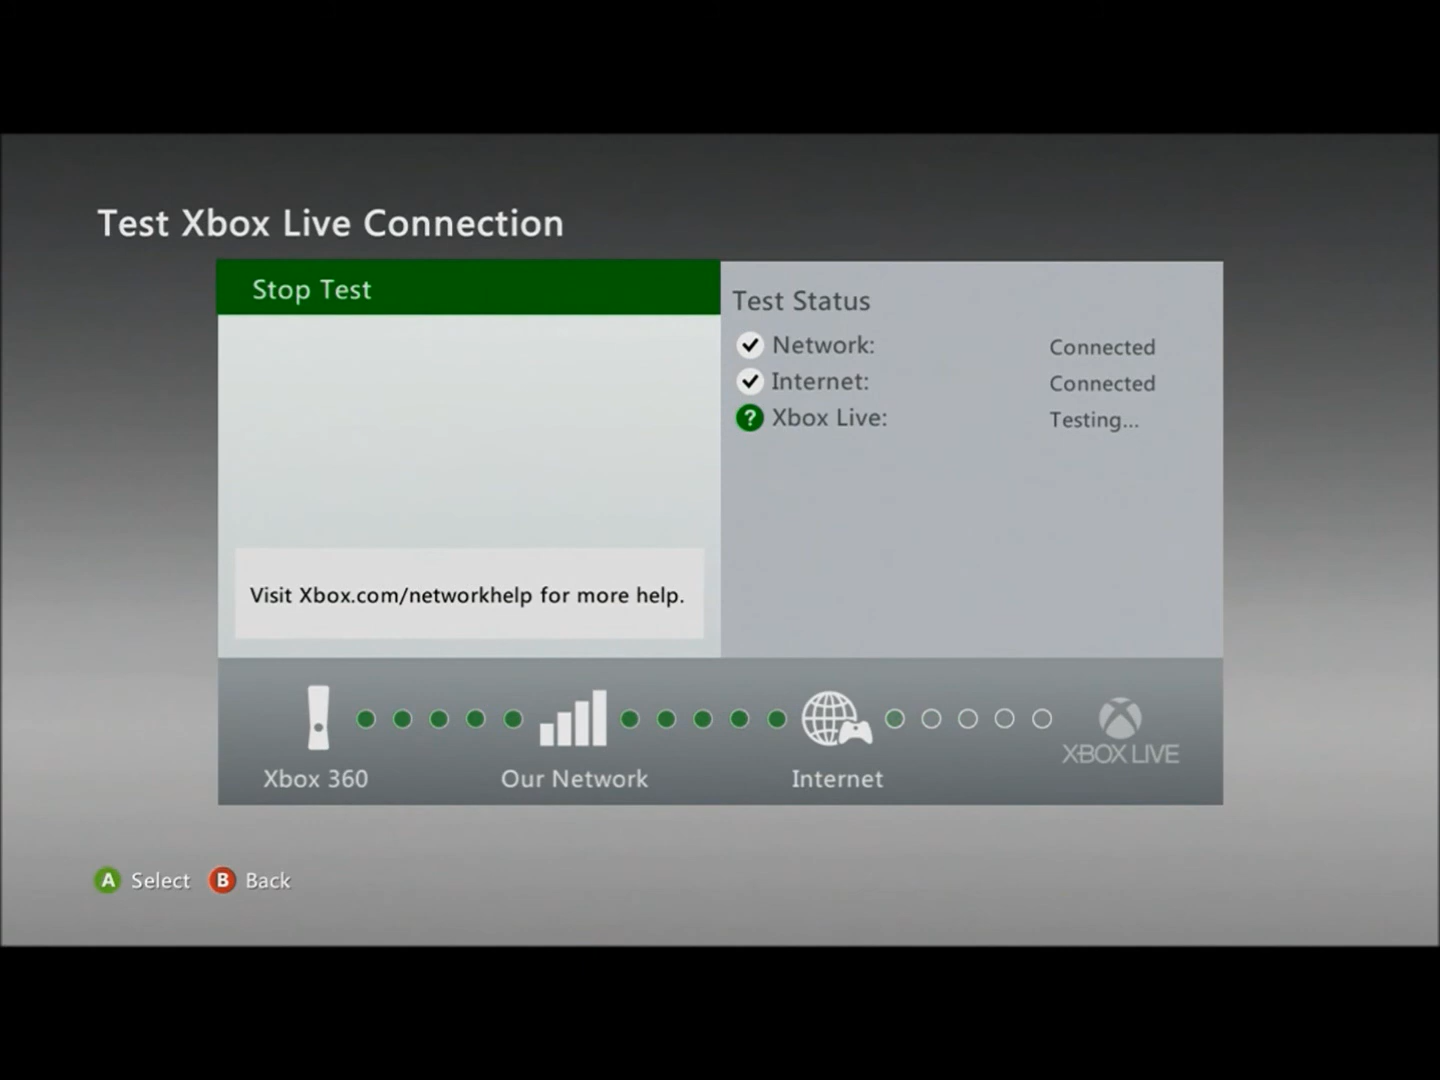 Test Xbox Live Connection
Stop Test
Test Status
Network: Connected
Internet: Connected
? Xbox Live: Testing...
Visit Xbox.com/networkhelp for more help.
XBOX LIVE
Xbox 360 Our Network Internet
A Select B Back